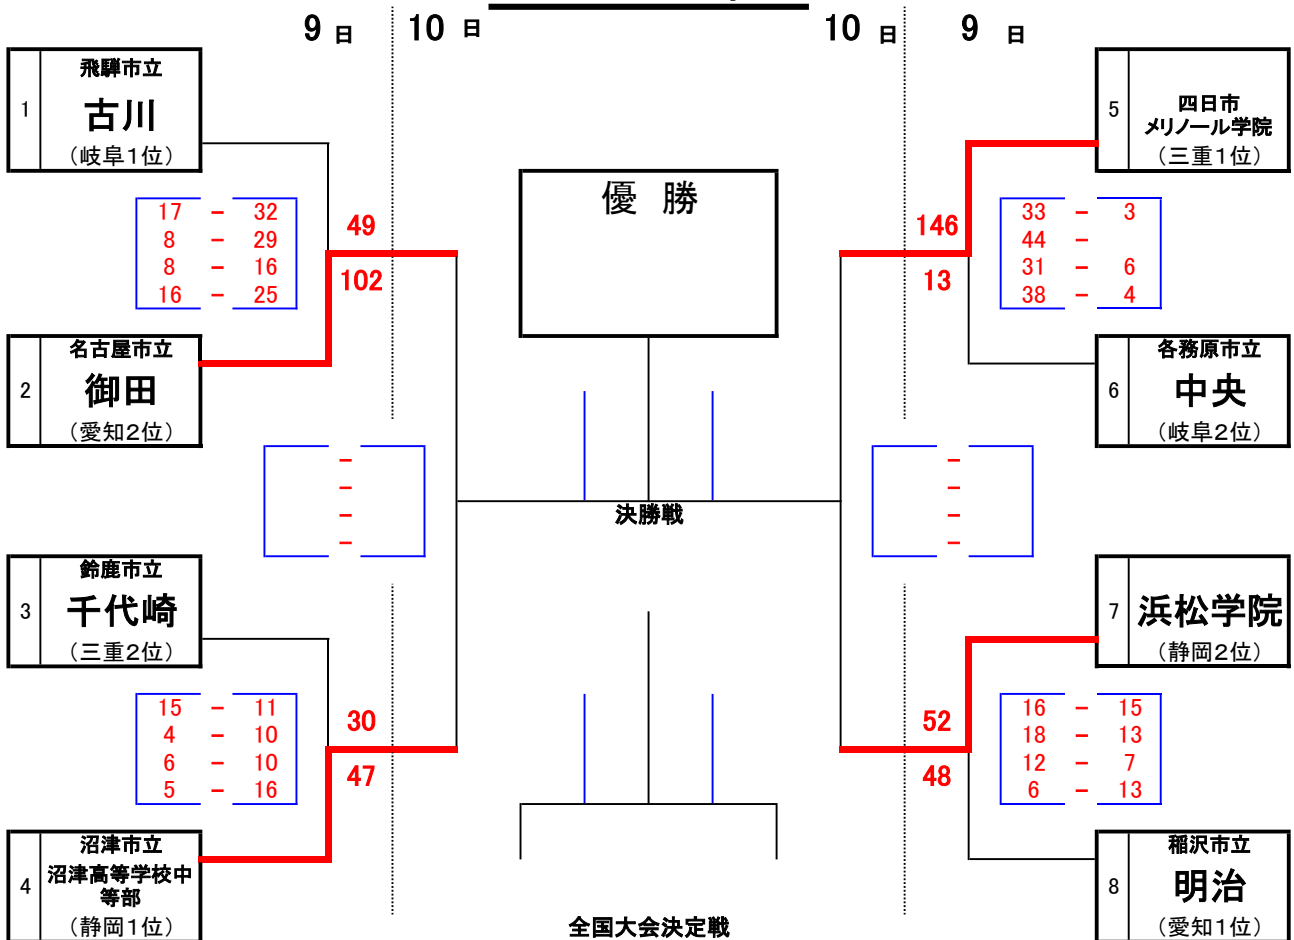 9日 10日
10日 9日
1
飛騨市立
古川
(岐阜1位)
17 - 32
8 - 29
8 - 16
16 - 25
49
102
2
名古屋市立
御田
(愛知2位)
-
-
-
-
3
鈴鹿市立
千代崎
(三重2位)
15 - 11
4 - 10
6 - 10
5 - 16
30
47
4
沼津市立
沼津高等学校中
等部
(静岡1位)
優勝
決勝戦
全国大会決定戦
5
四日市
メリノール学院
(三重1位)
146
13
33 - 3
44 -
31 - 6
38 - 4
6
各務原市立
中央
(岐阜2位)
-
-
-
-
7
浜松学院
(静岡2位)
52
48
16 - 15
18 - 13
12 - 7
6 - 13
8
稲沢市立
明治
(愛知1位)